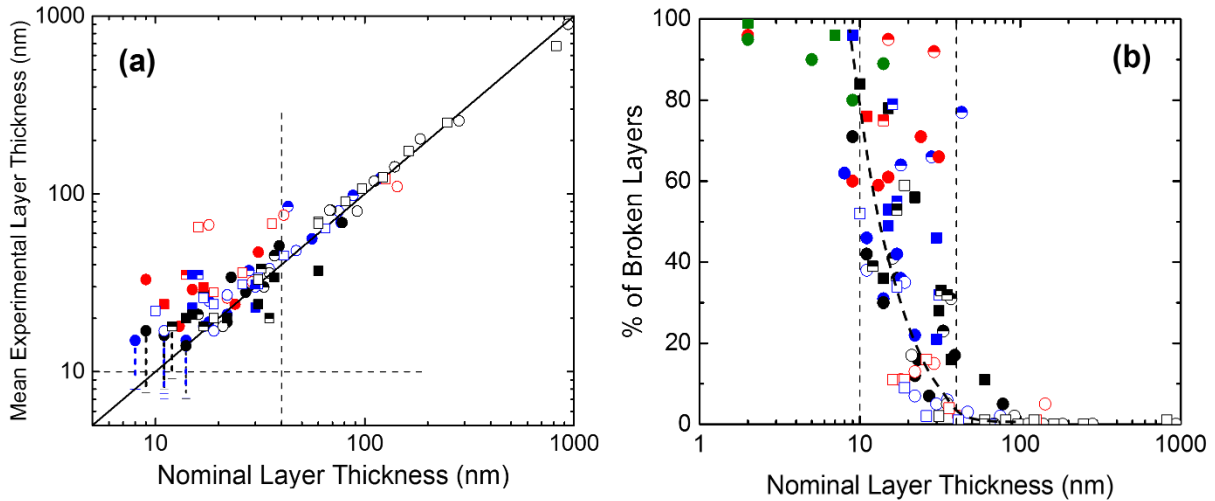 (a)
Mean Experimental Layer Thickness (nm)
1000
100
10
10
100
1000
Nominal Layer Thickness (nm)
(b)
% of Broken Layers
100
80
60
40
20
0
1
10
100
1000
Nominal Layer Thickness (nm)